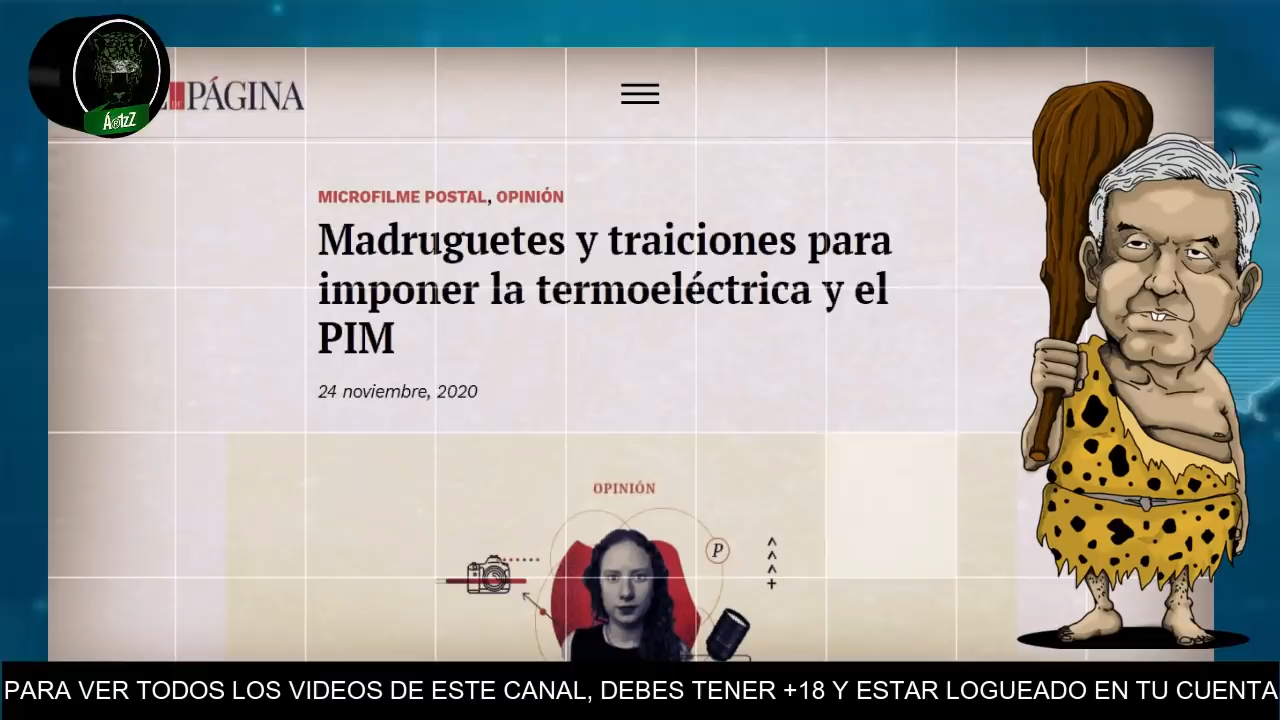 PÁGINA
MICROFILME POSTAL, OPINIÓN
Madruguetes y traiciones para
imponer la termoeléctrica y el
PIM
24 noviembre, 2020
OPINIÓN
P
PARA VER TODOS LOS VIDEOS DE ESTE CANAL, DEBES TENER +18 Y ESTAR LOGUEADO EN TU CUENTA